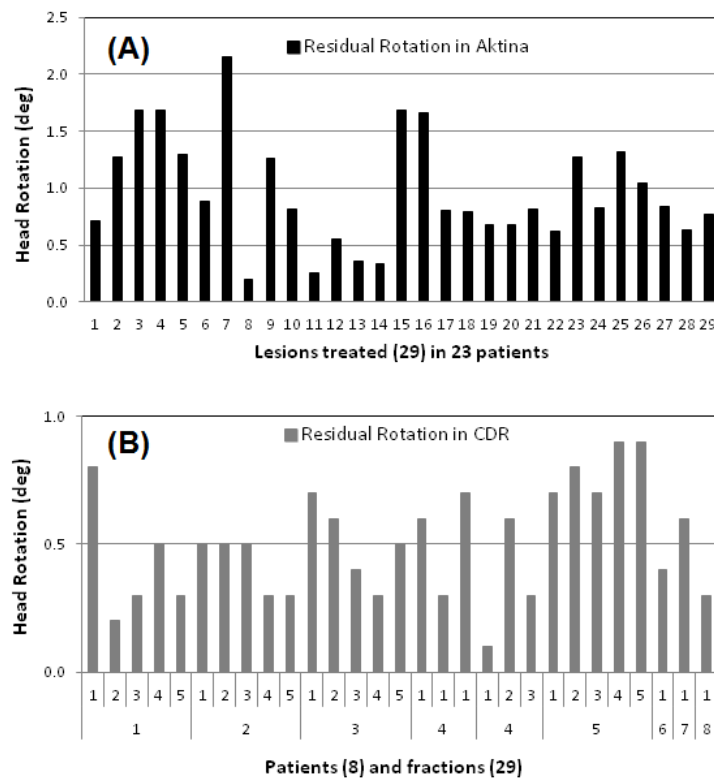 (A)
Residual Rotation in Aktina
Head Rotation (deg)
2.5
2.0
1.5
1.0
0.5
0.0
1 2 3 4 5 6 7 8 9 10 11 12 13 14 15 16 17 18 19 20 21 22 23 24 25 26 27 28 29
Lesions treated (29) in 23 patients
(B)
Residual Rotation in CDR
Head Rotation (deg)
1.0
0.5
0.0
1 2 3 4 5 1 2 3 4 5 1 2 3 4 5 1 1 1 1 2 3 1 2 3 4 5 1 1 1
1 2 3 4 4 5 6 7 8
Patients (8) and fractions (29)